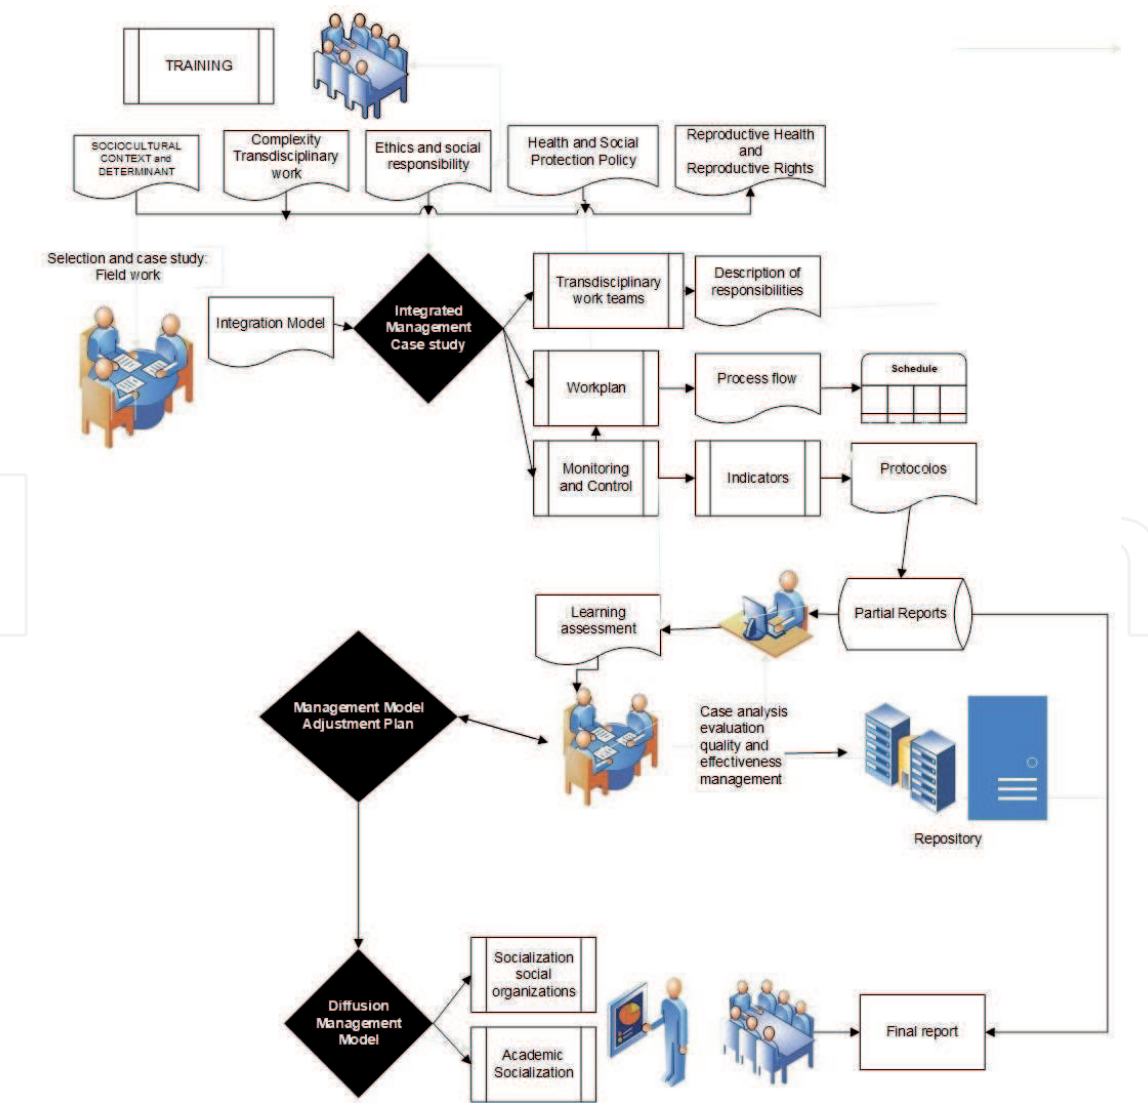 TRAINING
SOCIOCULTURAL
CONTEXT and
DETERMINANT
Complexity
Transdisciplinary
work
Ethics and social
responsibility
Health and Social
Protection Policy
Reproductive Health
and
Reproductive Rights
Selection and case study:
Field work
Integration Model
Integrated
Management
Case study
Transdisciplinary
work teams
Description of
responsibilities
Workplan
Process flow
Schedule
Monitoring
and Control
Indicators
Protocolos
Learning
assessment
Partial Reports
Management Model
Adjustment Plan
Case analysis
evaluation
quality and
effectiveness
management
Repository
Socialization
social
organizations
Diffusion
Management
Model
Academic
Socialization
Final report